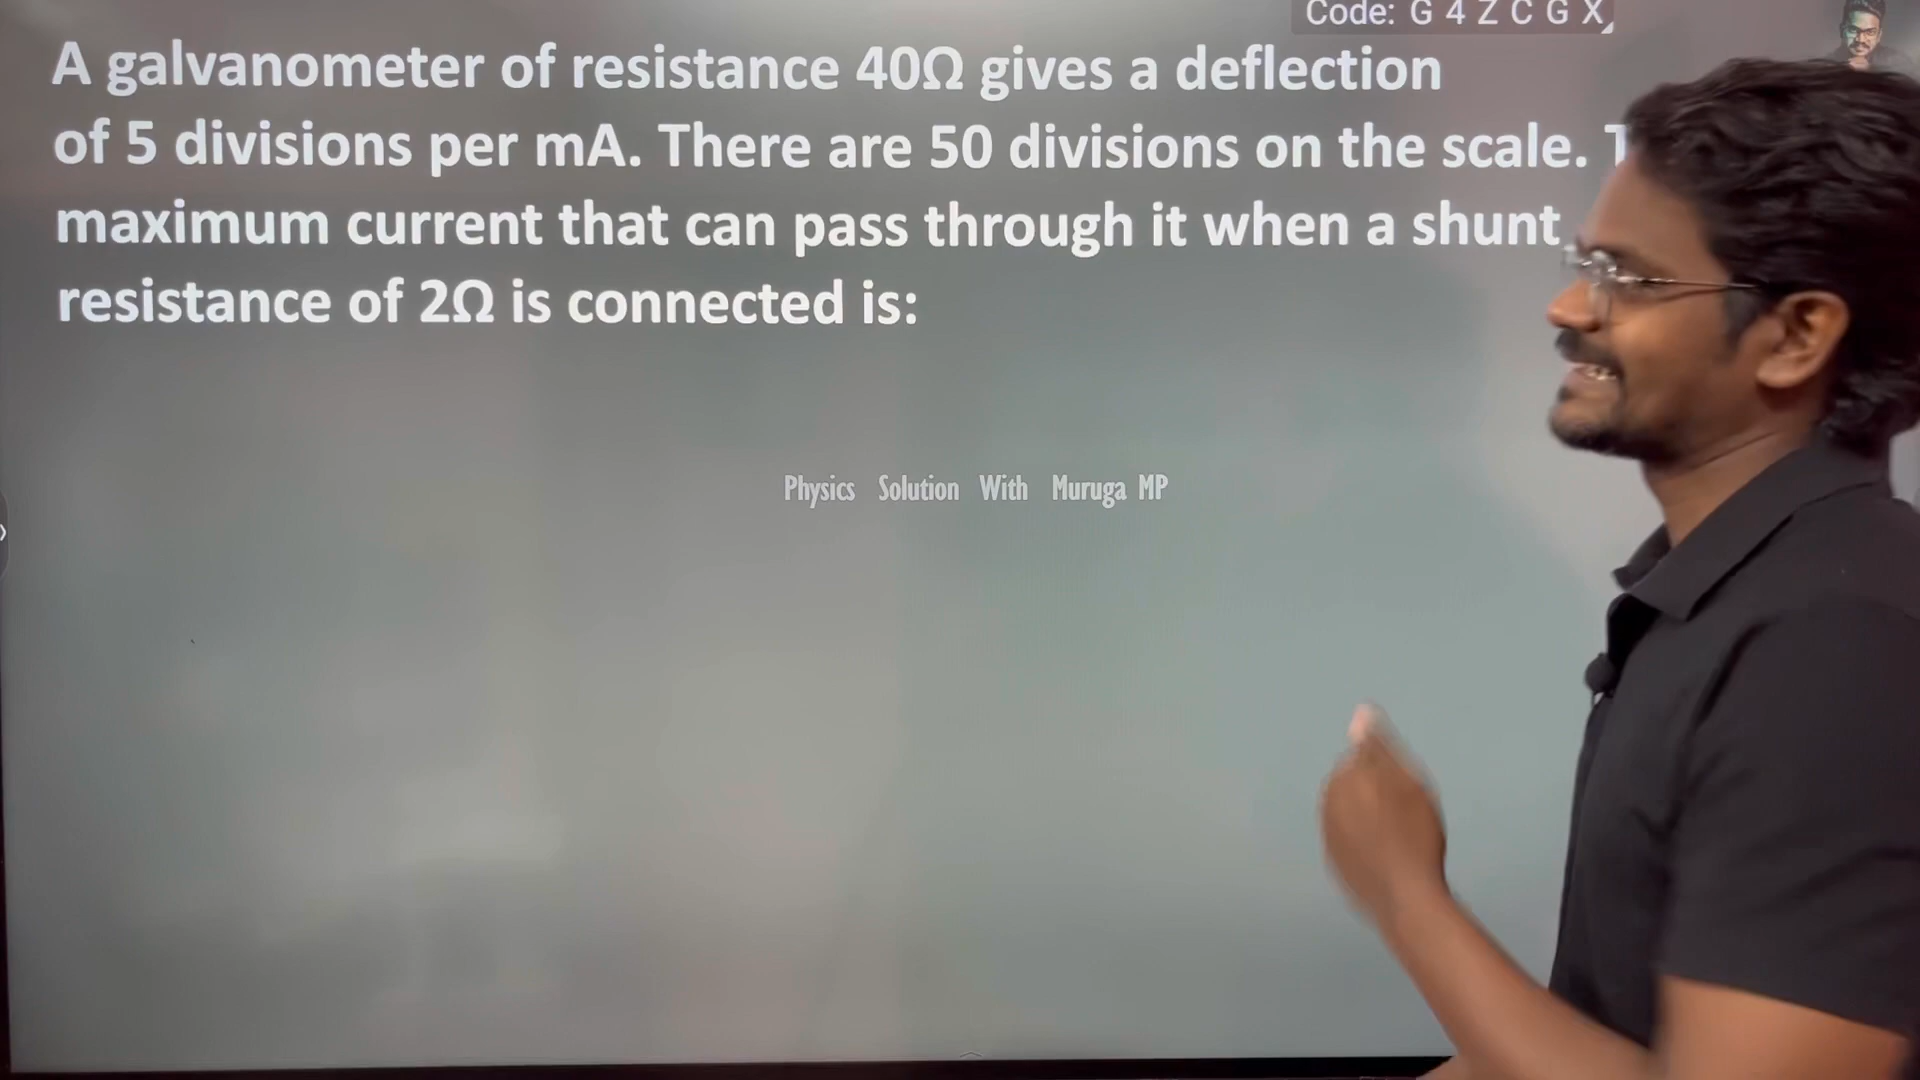 Code: G 4 Z C G X
A galvanometer of resistance 40Ω gives a deflection
of 5 divisions per mA. There are 50 divisions on the scale.
maximum current that can pass through it when a shunt
resistance of 2Ω is connected is:
Physics Solution With Muruga MP